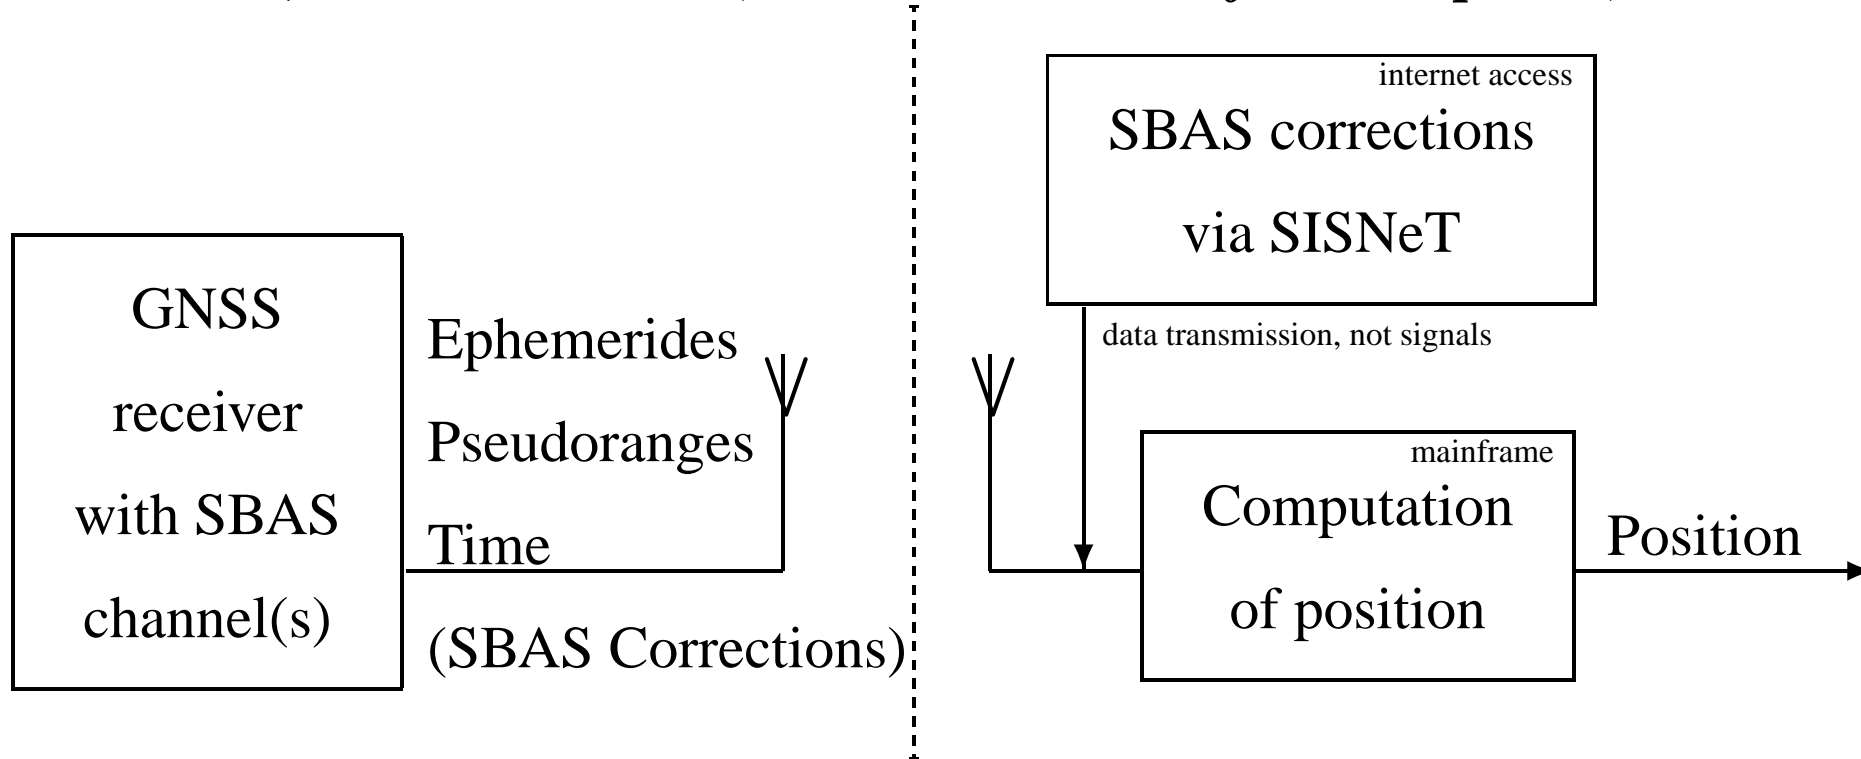 GNSS
receiver
with SBAS
channel(s)
Ephemerides
Pseudoranges
Time
(SBAS Corrections)
internet access
SBAS corrections
via SISNeT
data transmission, not signals
mainframe
Computation
of position
Position